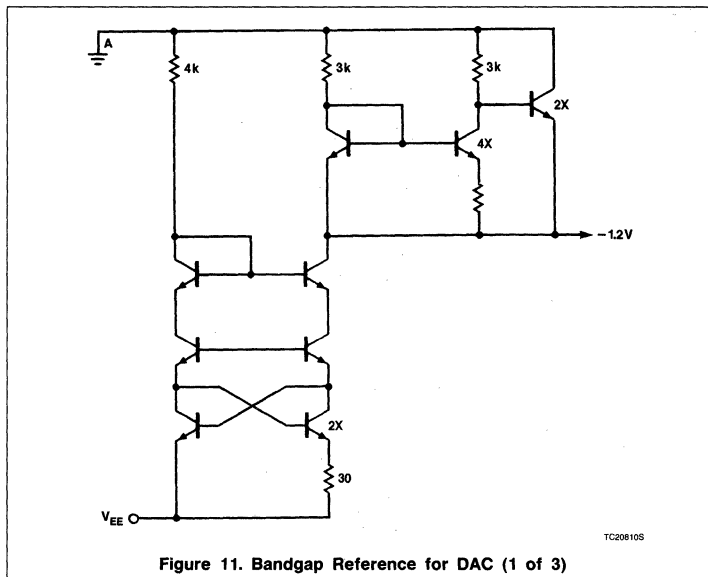 A
4k
3k
3k
2X
4X
−1.2V
2X
30
VEE
TC20810S
Figure 11. Bandgap Reference for DAC (1 of 3)